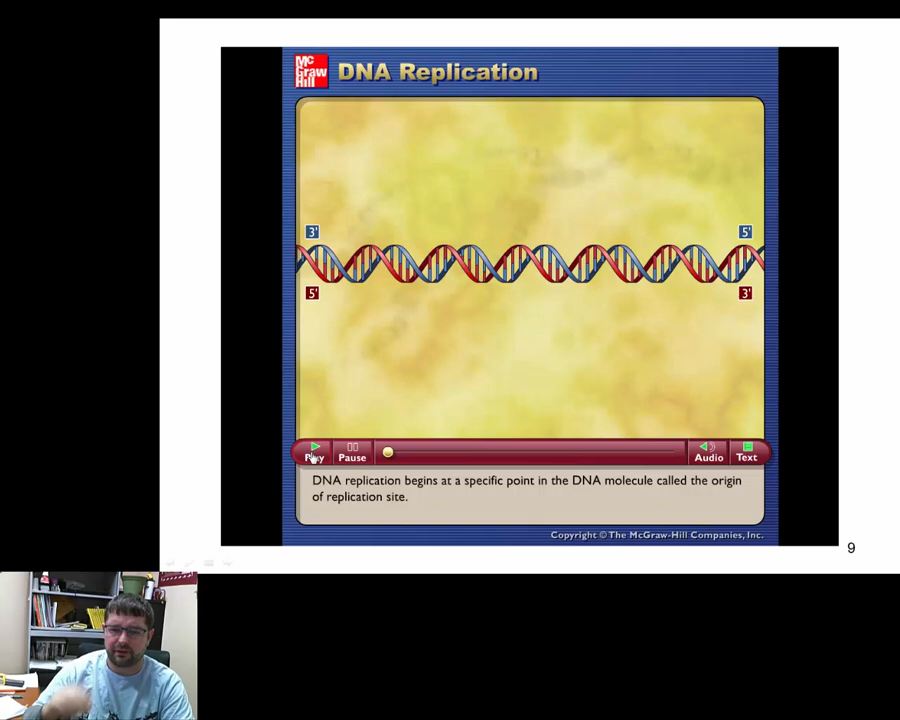 Mc
Graw
Hill
DNA Replication
3'
5'
5'
3'
Play
Pause
Audio
Text
DNA replication begins at a specific point in the DNA molecule called the origin
of replication site.
Copyright © The McGraw-Hill Companies, Inc.
9